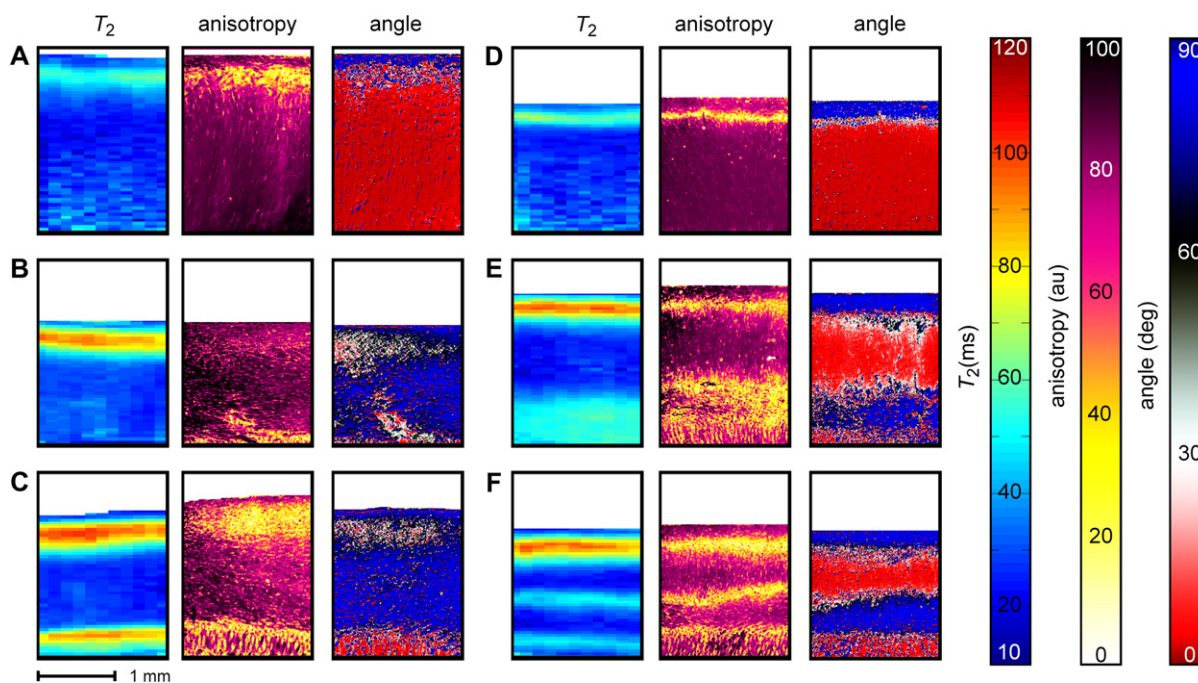 T2 anisotropy angle T2 anisotropy angle
A
D
B
E
C
F
1 mm
120
100
80
60
40
20
10
T2(ms)
100
80
60
40
20
0
anisotropy (au)
90
60
30
0
angle (deg)